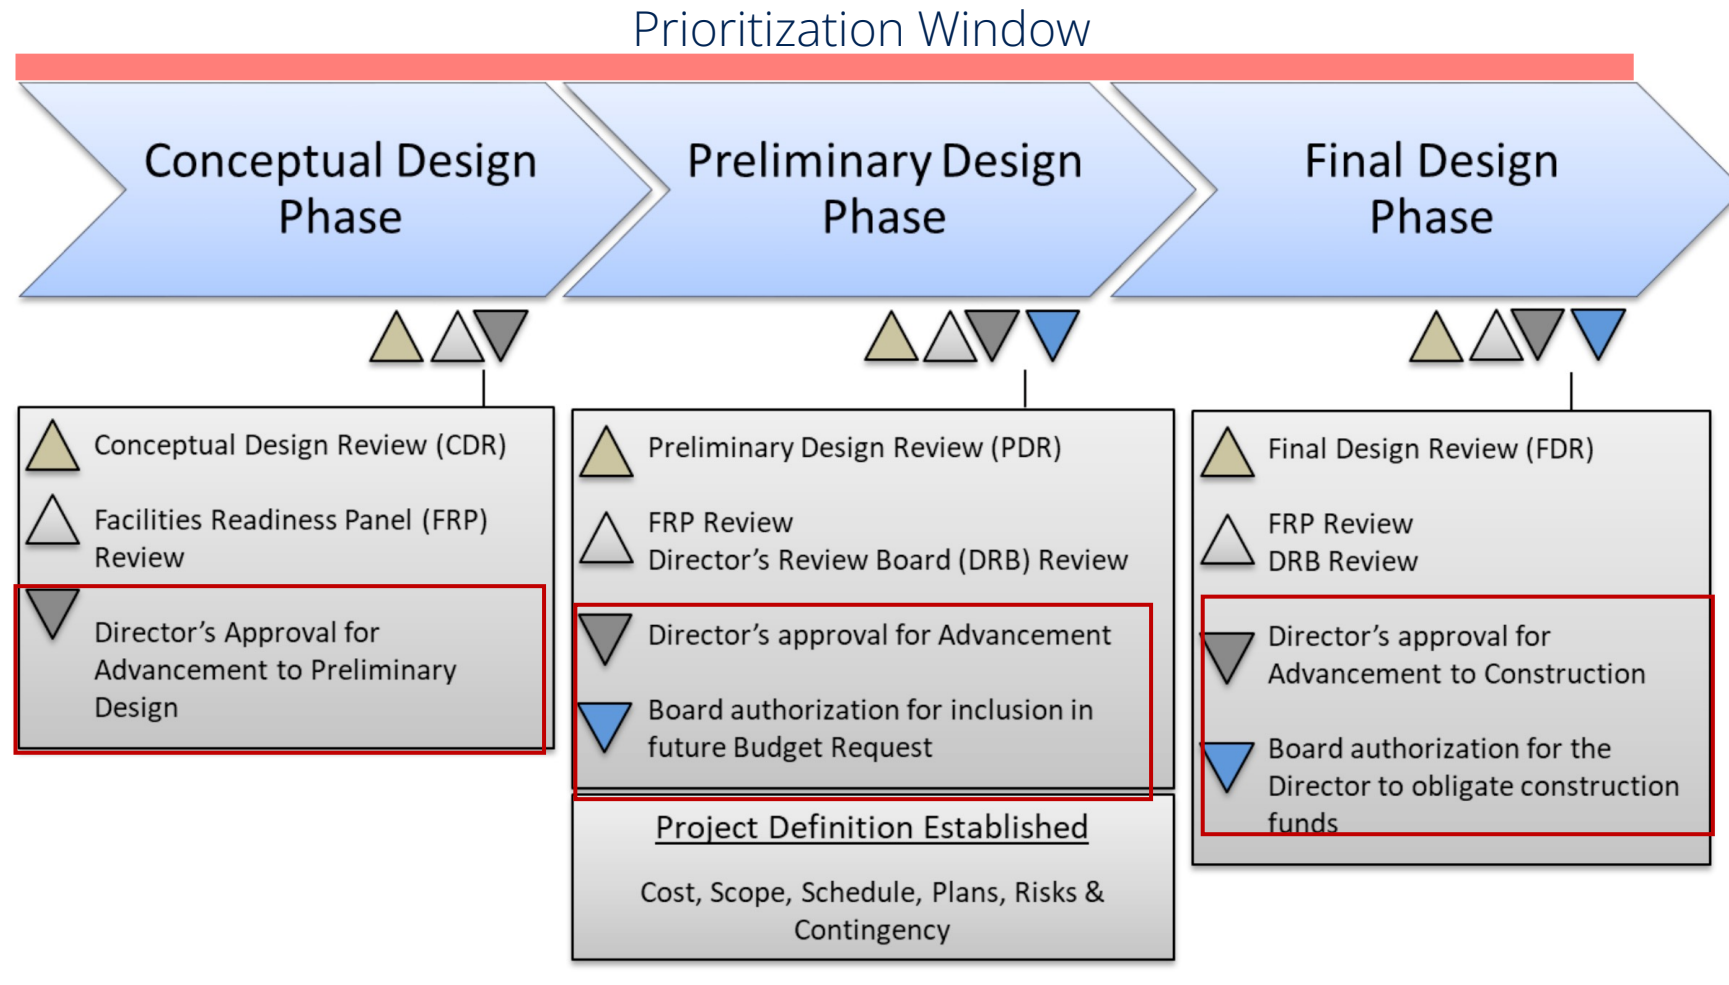 Prioritization Window
Conceptual Design
Phase
Preliminary Design
Phase
Final Design
Phase
Conceptual Design Review (CDR)
Facilities Readiness Panel (FRP)
Review
Director's Approval for
Advancement to Preliminary
Design
Preliminary Design Review (PDR)
FRP Review
Director's Review Board (DRB) Review
Director's approval for Advancement
Board authorization for inclusion in
future Budget Request
Project Definition Established
Cost, Scope, Schedule, Plans, Risks &
Contingency
Final Design Review (FDR)
FRP Review
DRB Review
Director's approval for
Advancement to Construction
Board authorization for the
Director to obligate construction
funds